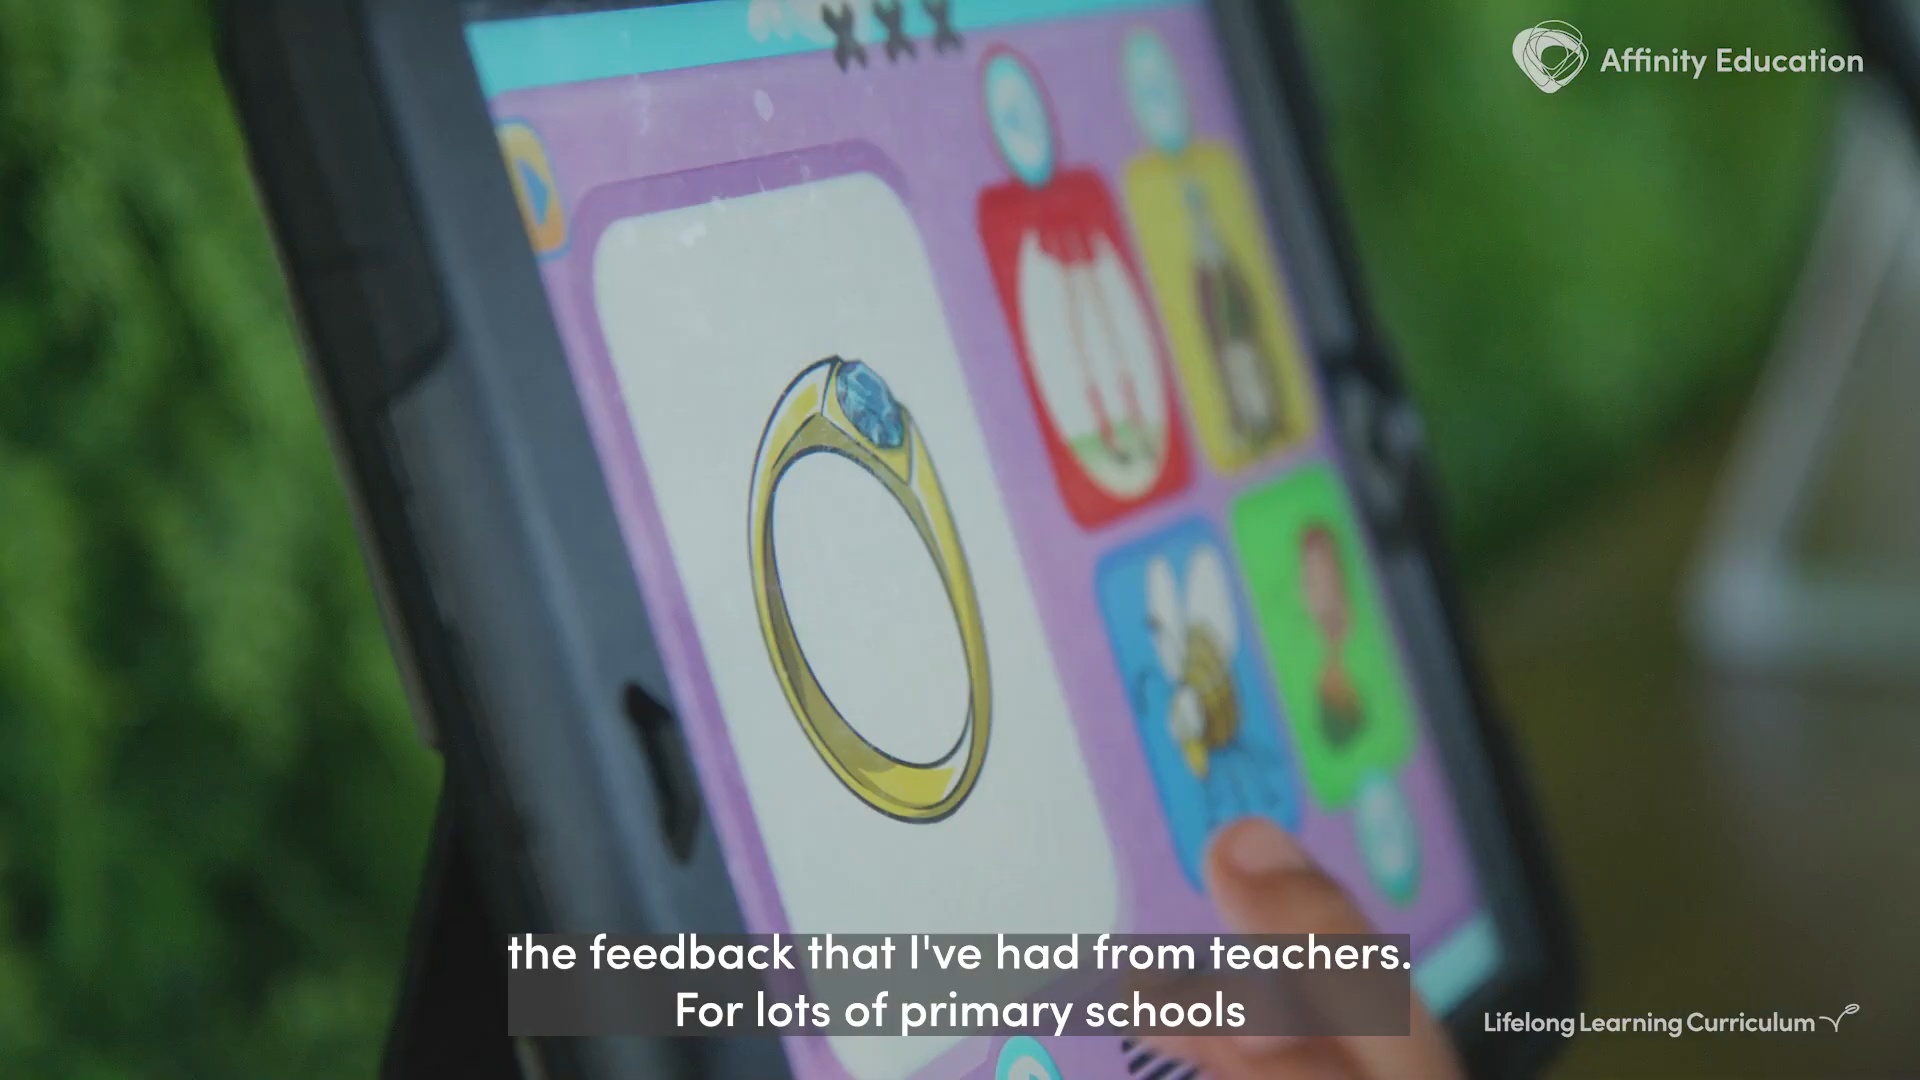 Affinity Education
the feedback that I've had from teachers.
For lots of primary schools
Lifelong Learning Curriculum